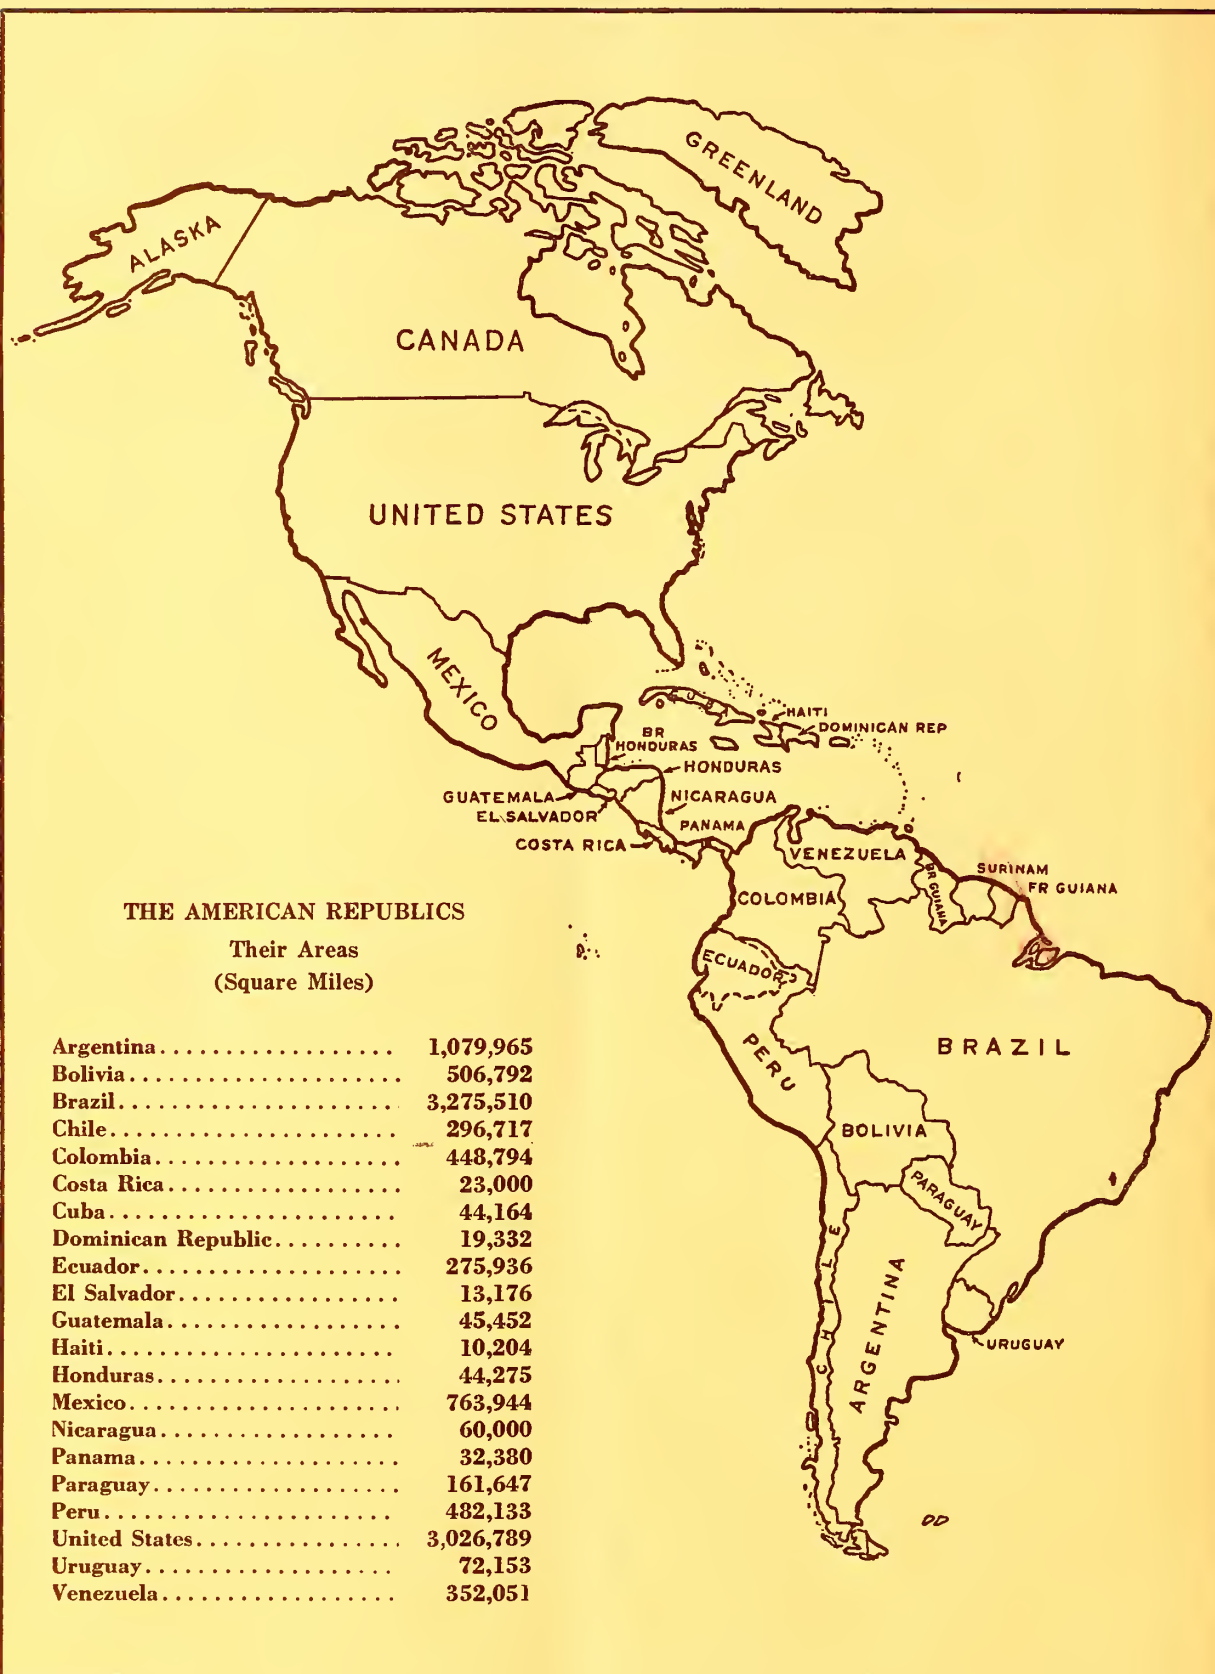 GREENLAND
ALASKA
CANADA
UNITED STATES
MEXICO
CUBA
HAITI
DOMINICAN REP
BR
HONDURAS
HONDURAS
GUATEMALA
NICARAGUA
EL SALVADOR
PANAMA
COSTA RICA
VENEZUELA
SURINAM
BR GUIANA
FR GUIANA
COLOMBIA
ECUADOR
PERU
BRAZIL
BOLIVIA
PARAGUAY
CHILE
ARGENTINA
URUGUAY
THE AMERICAN REPUBLICS
Their Areas
(Square Miles)
Argentina.................. 1,079,965
Bolivia..................... 506,792
Brazil...................... 3,275,510
Chile...................... 296,717
Colombia................... 448,794
Costa Rica.................. 23,000
Cuba...................... 44,164
Dominican Republic.......... 19,332
Ecuador.................... 275,936
El Salvador................. 13,176
Guatemala.................. 45,452
Haiti...................... 10,204
Honduras................... 44,275
Mexico..................... 763,944
Nicaragua.................. 60,000
Panama.................... 32,380
Paraguay................... 161,647
Peru...................... 482,133
United States................ 3,026,789
Uruguay................... 72,153
Venezuela.................. 352,051